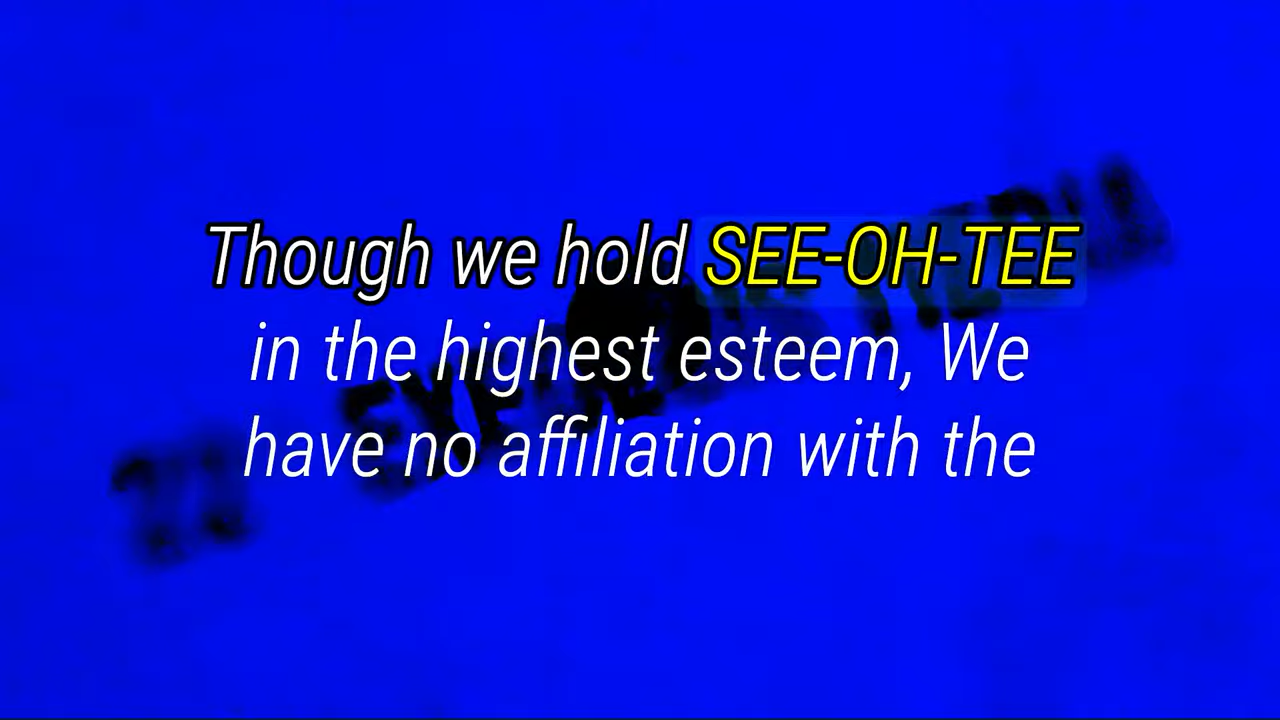 Though we hold SEE-OH-TEE
in the highest esteem, We
have no affiliation with the